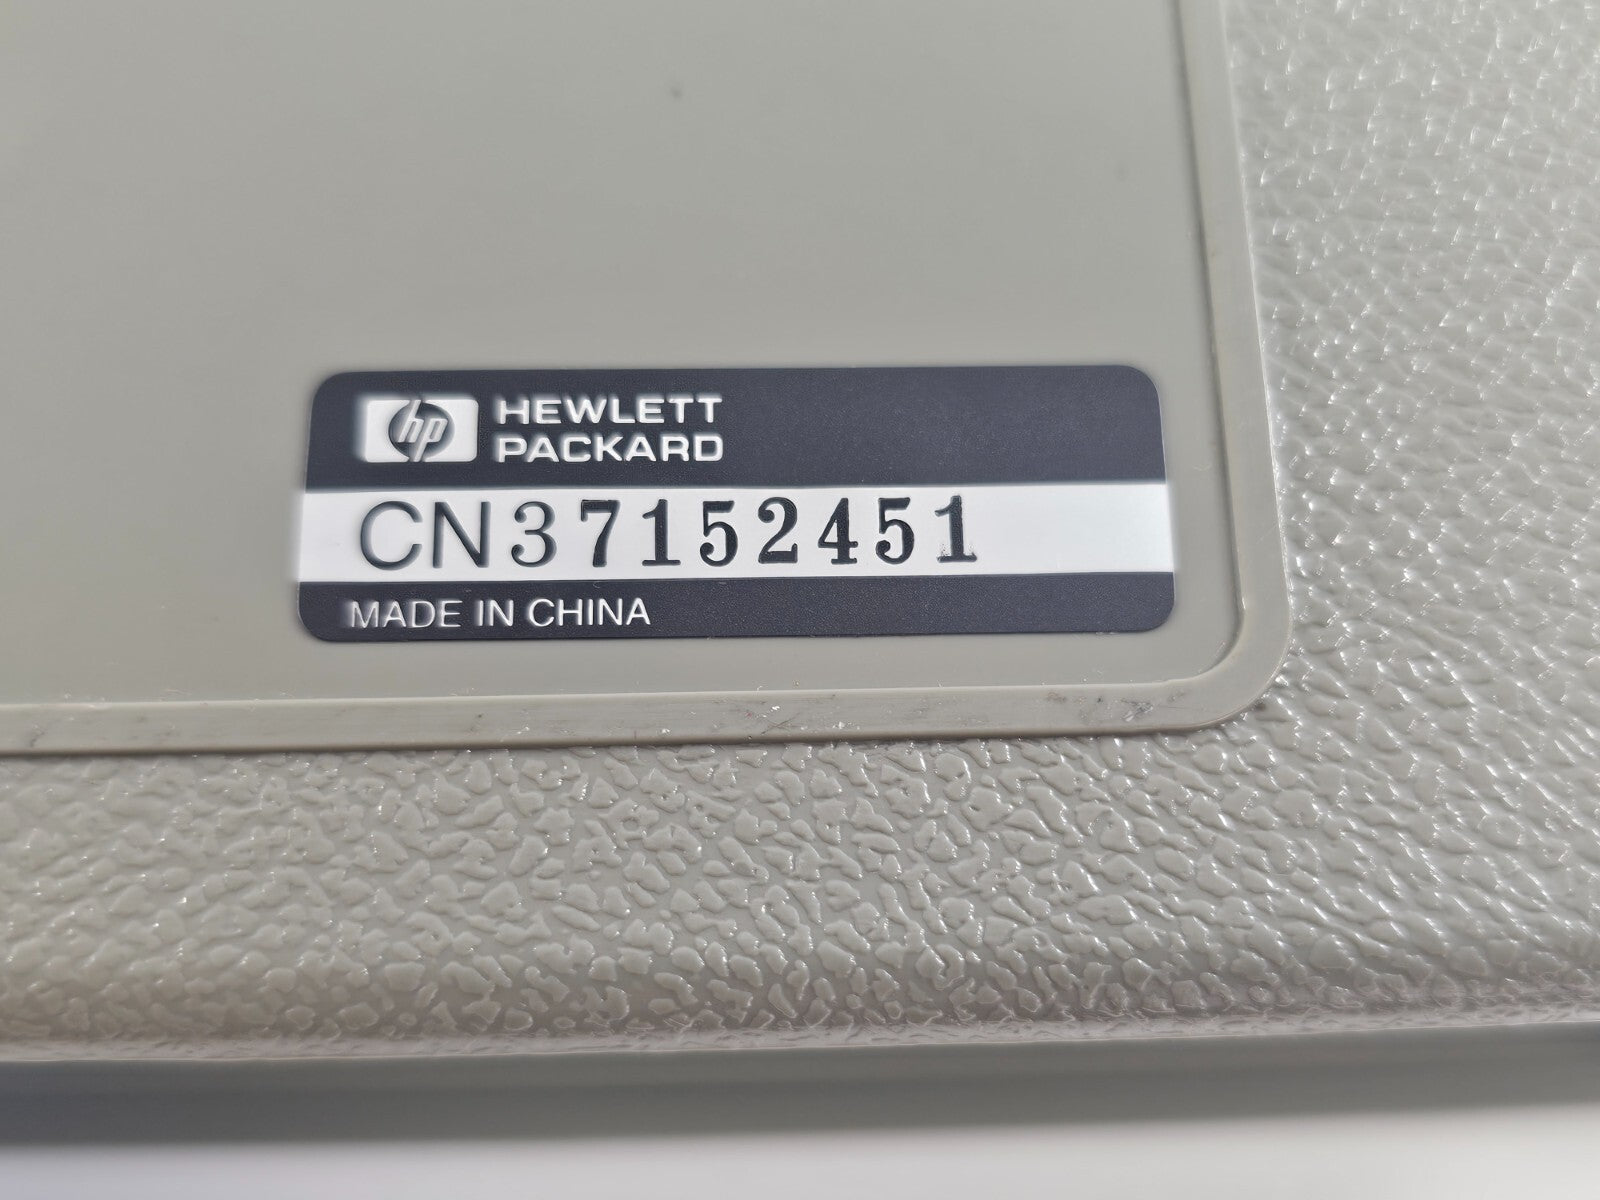 hp HEWLETT
PACKARD
CN37152451
MADE IN CHINA